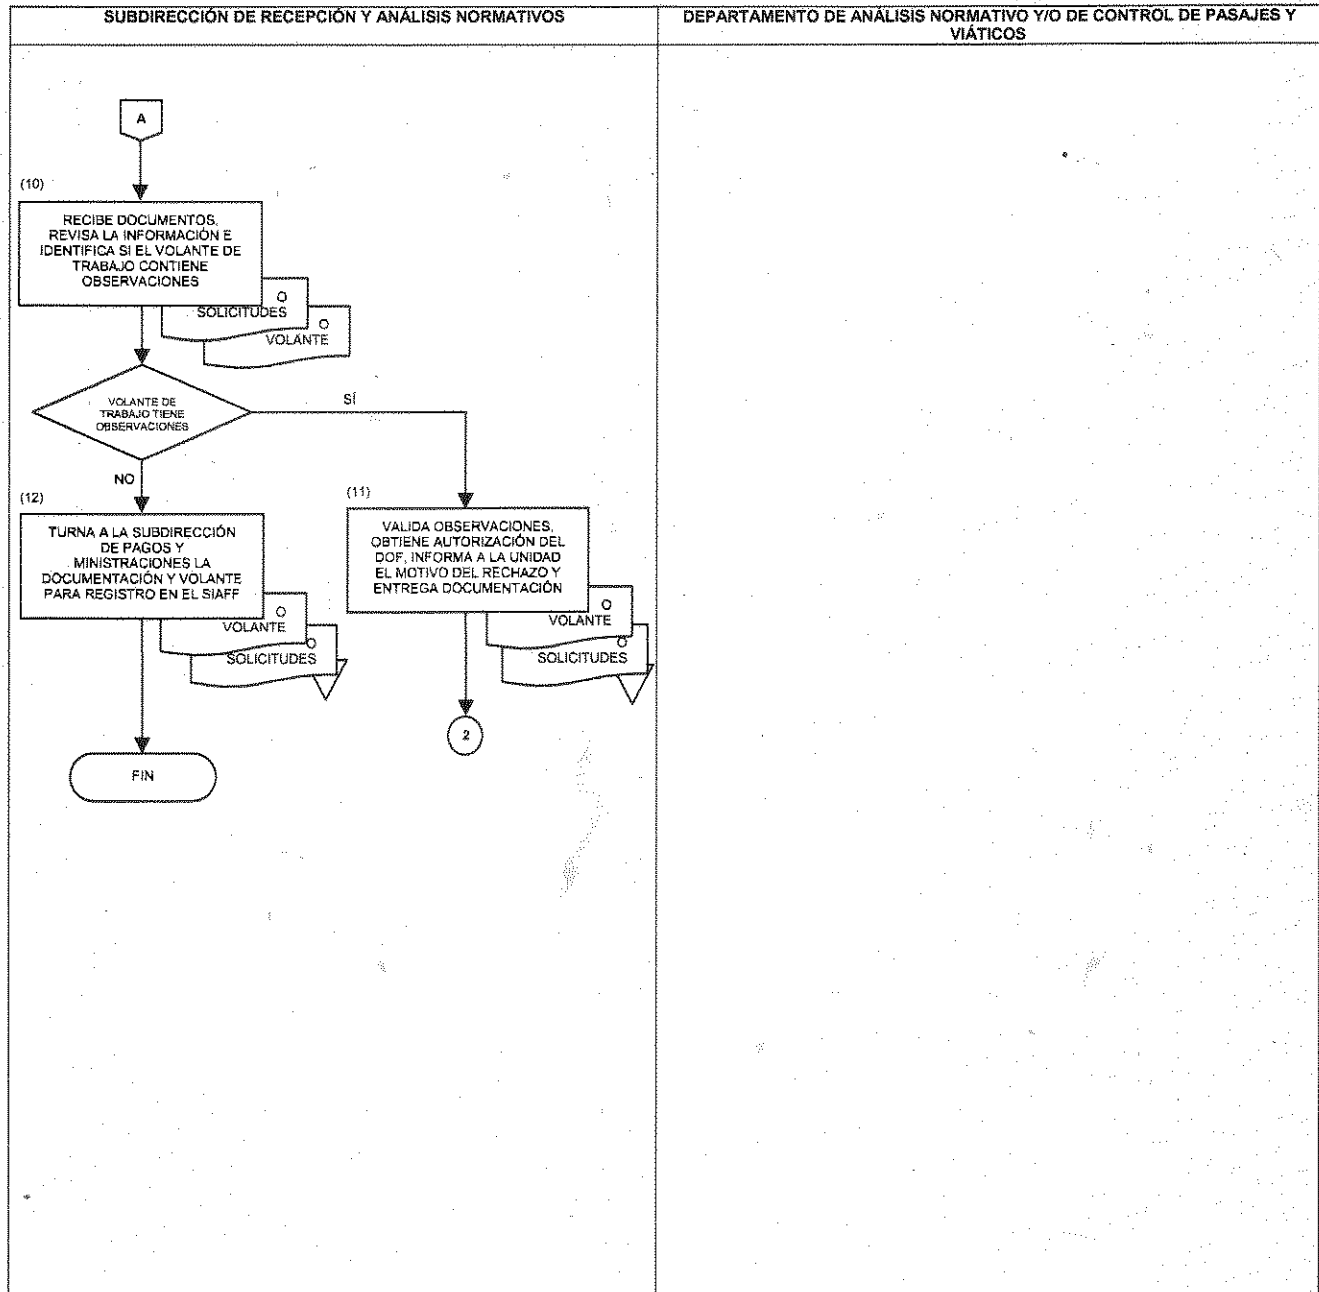 SUBDIRECCIÓN DE RECEPCIÓN Y ANÁLISIS NORMATIVOS
DEPARTAMENTO DE ANÁLISIS NORMATIVO Y/O DE CONTROL DE PASAJES Y
VIÁTICOS
A
(10)
RECIBE DOCUMENTOS,
REVISA LA INFORMACIÓN E
IDENTIFICA SI EL VOLANTE DE
TRABAJO CONTIENE
OBSERVACIONES
O
SOLICITUDES
O
VOLANTE
VOLANTE DE
TRABAJO TIENE
OBSERVACIONES
SÍ
NO
(12)
TURNA A LA SUBDIRECCIÓN
DE PAGOS Y
MINISTRACIONES LA
DOCUMENTACIÓN Y VOLANTE
PARA REGISTRO EN EL SIAFF
O
VOLANTE
O
SOLICITUDES
(11)
VALIDA OBSERVACIONES,
OBTIENE AUTORIZACIÓN DEL
DOF, INFORMA A LA UNIDAD
EL MOTIVO DEL RECHAZO Y
ENTREGA DOCUMENTACIÓN
O
VOLANTE
O
SOLICITUDES
2
FIN